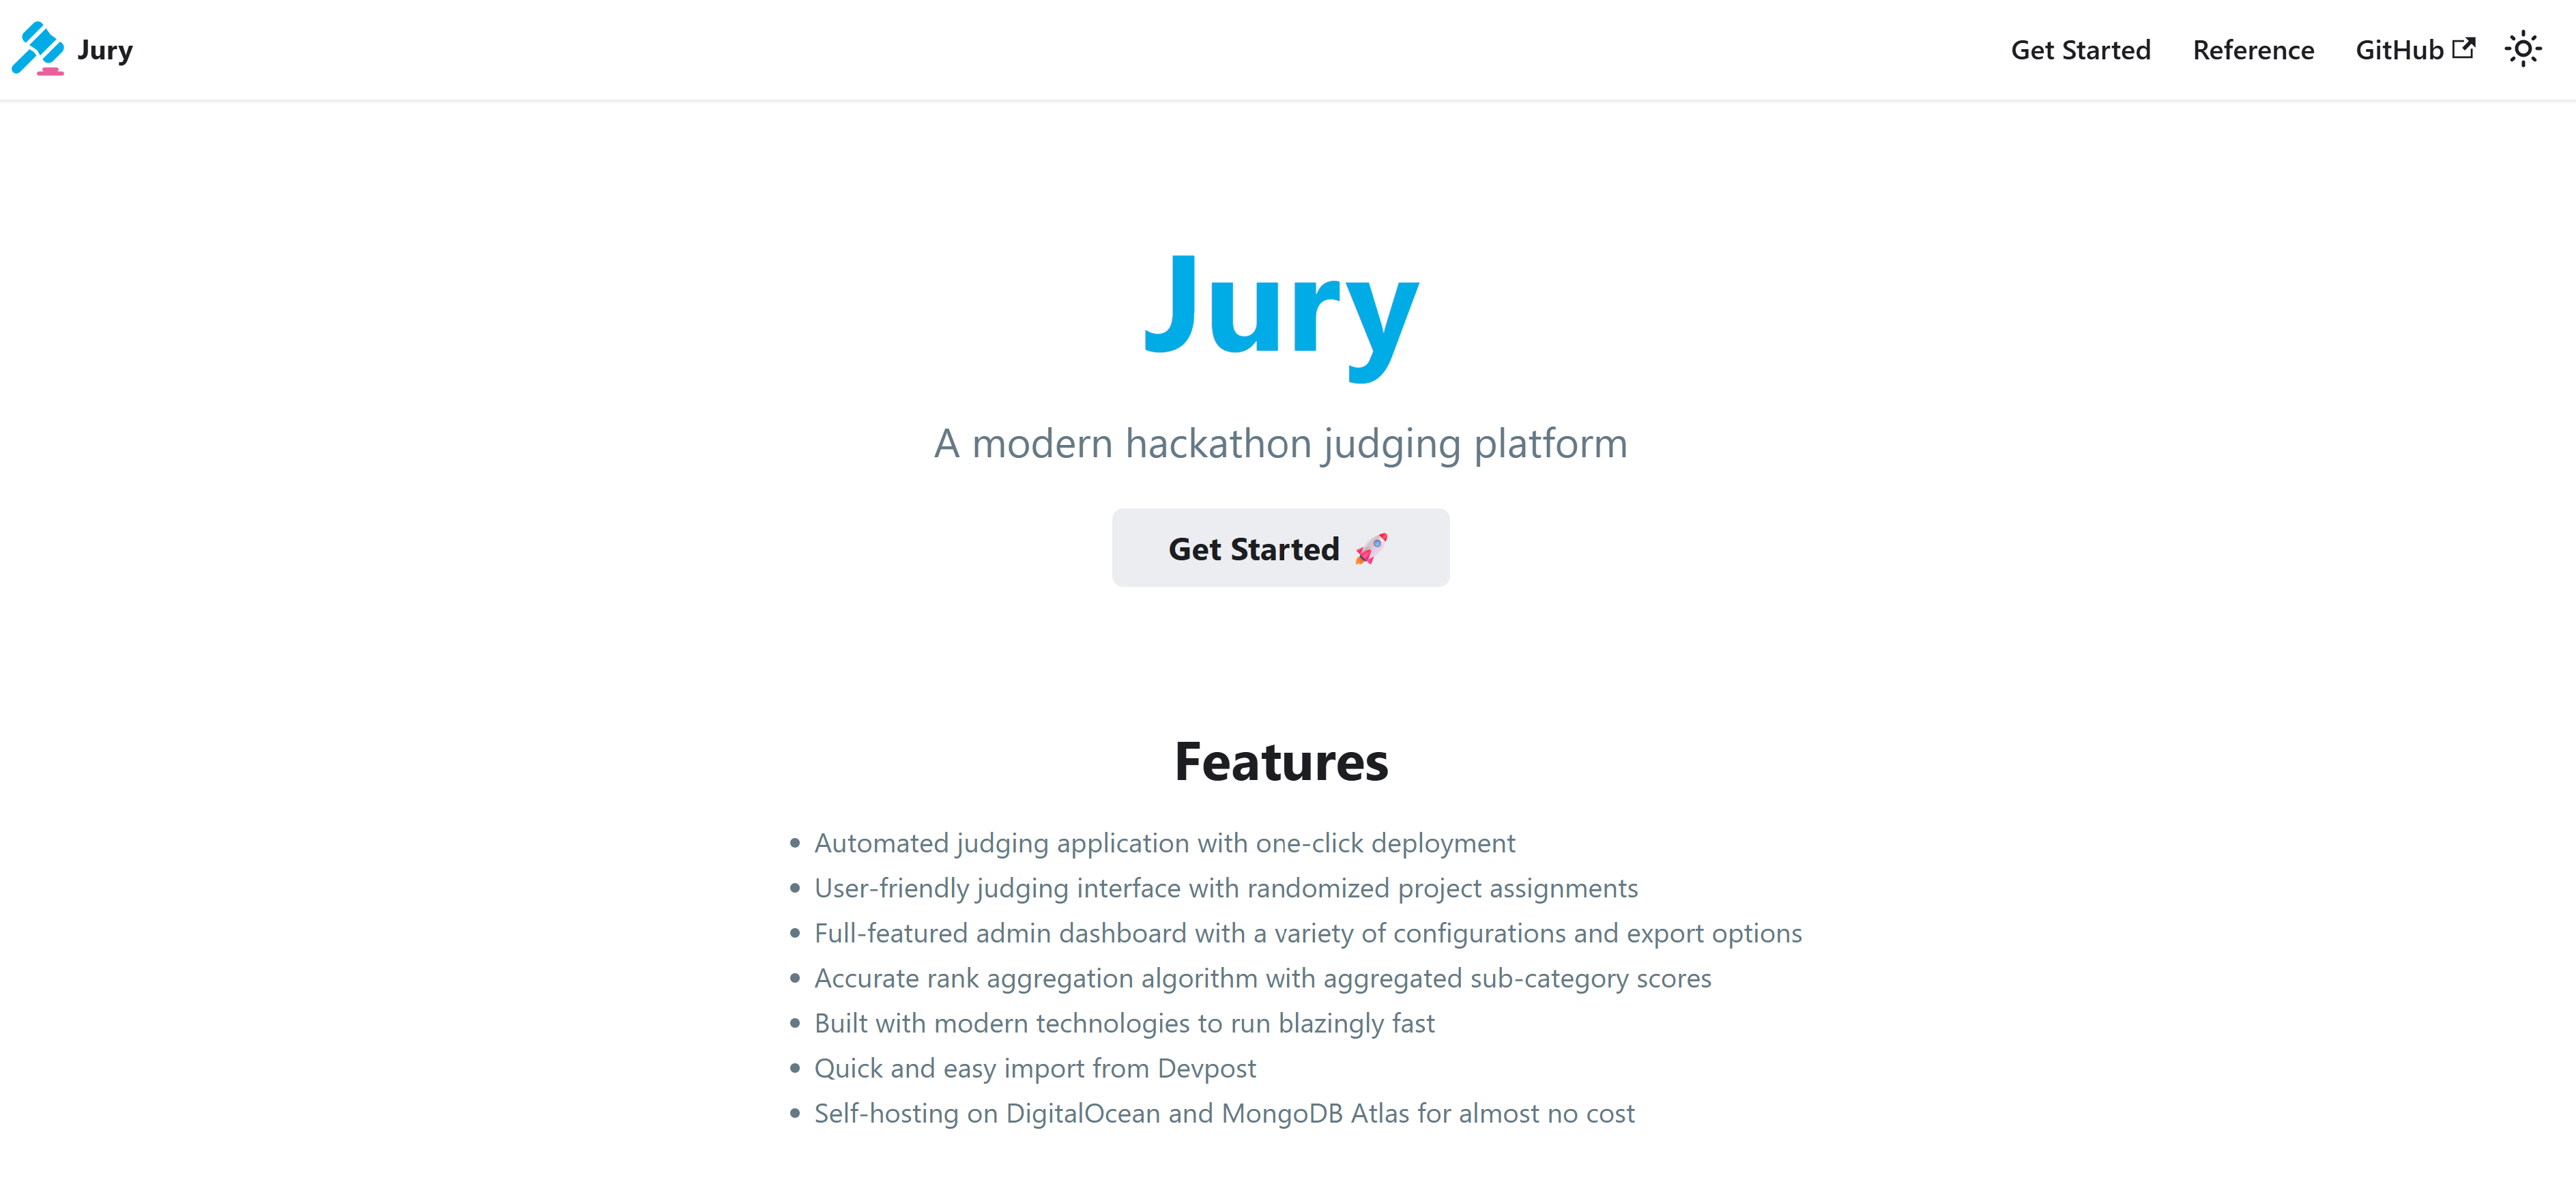 Jury
Get Started
Reference
GitHub
Jury
A modern hackathon judging platform
Get Started 🚀
Features
• Automated judging application with one-click deployment
• User-friendly judging interface with randomized project assignments
• Full-featured admin dashboard with a variety of configurations and export options
• Accurate rank aggregation algorithm with aggregated sub-category scores
• Built with modern technologies to run blazingly fast
• Quick and easy import from Devpost
• Self-hosting on DigitalOcean and MongoDB Atlas for almost no cost